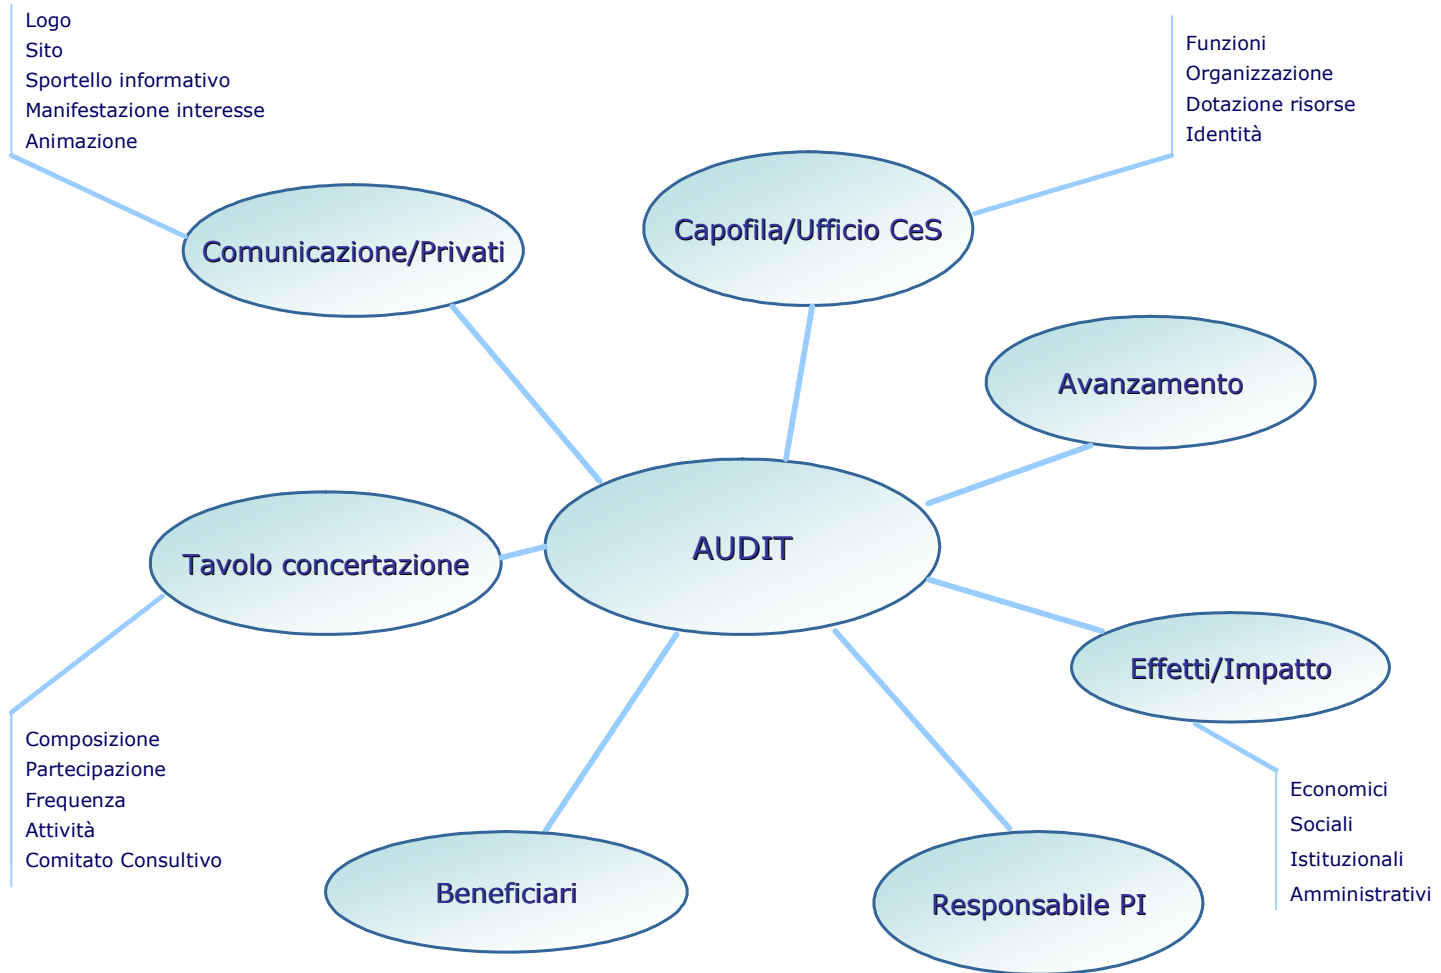 Logo
Sito
Sportello informativo
Manifestazione interesse
Animazione
Funzioni
Organizzazione
Dotazione risorse
Identità
Comunicazione/Privati
Capofila/Ufficio CeS
Avanzamento
AUDIT
Tavolo concertazione
Effetti/Impatto
Composizione
Partecipazione
Frequenza
Attività
Comitato Consultivo
Economici
Sociali
Istituzionali
Amministrativi
Beneficiari
Responsabile PI